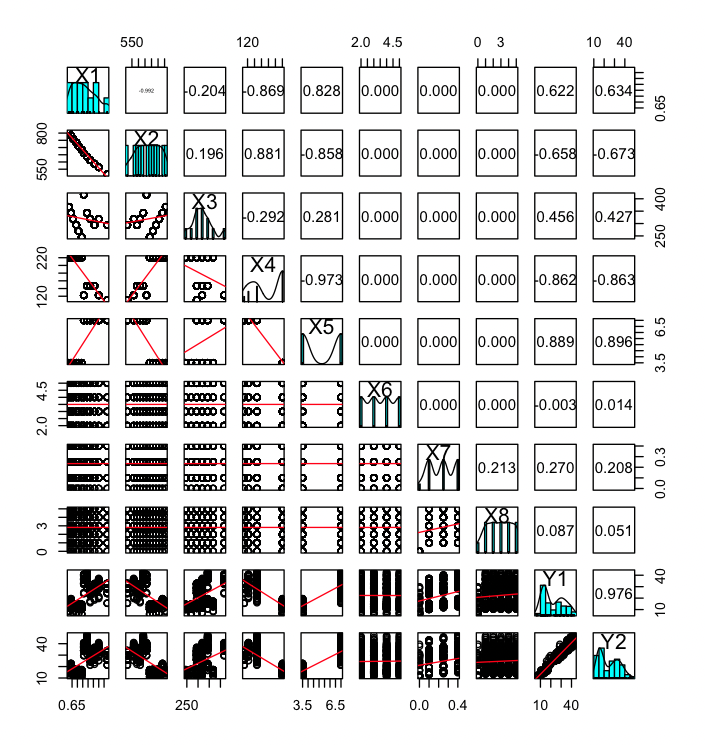 550 120 2.0 4.5 0 3 10 40
X1 -0.992 -0.204 -0.869 0.828 0.000 0.000 0.000 0.622 0.634 0.65
550 800 X2 0.196 0.881 -0.858 0.000 0.000 0.000 -0.658 -0.673
X3 -0.292 0.281 0.000 0.000 0.000 0.456 0.427 250 400
120 220 X4 -0.973 0.000 0.000 0.000 -0.862 -0.863
X5 0.000 0.000 0.000 0.889 0.896 3.5 6.5
2.0 4.5 X6 0.000 0.000 -0.003 0.014
X7 0.213 0.270 0.208 0.0 0.3
0 3 X8 0.087 0.051
Y1 0.976 10 40
10 40 Y2
0.65 250 3.5 6.5 0.0 0.4 10 40